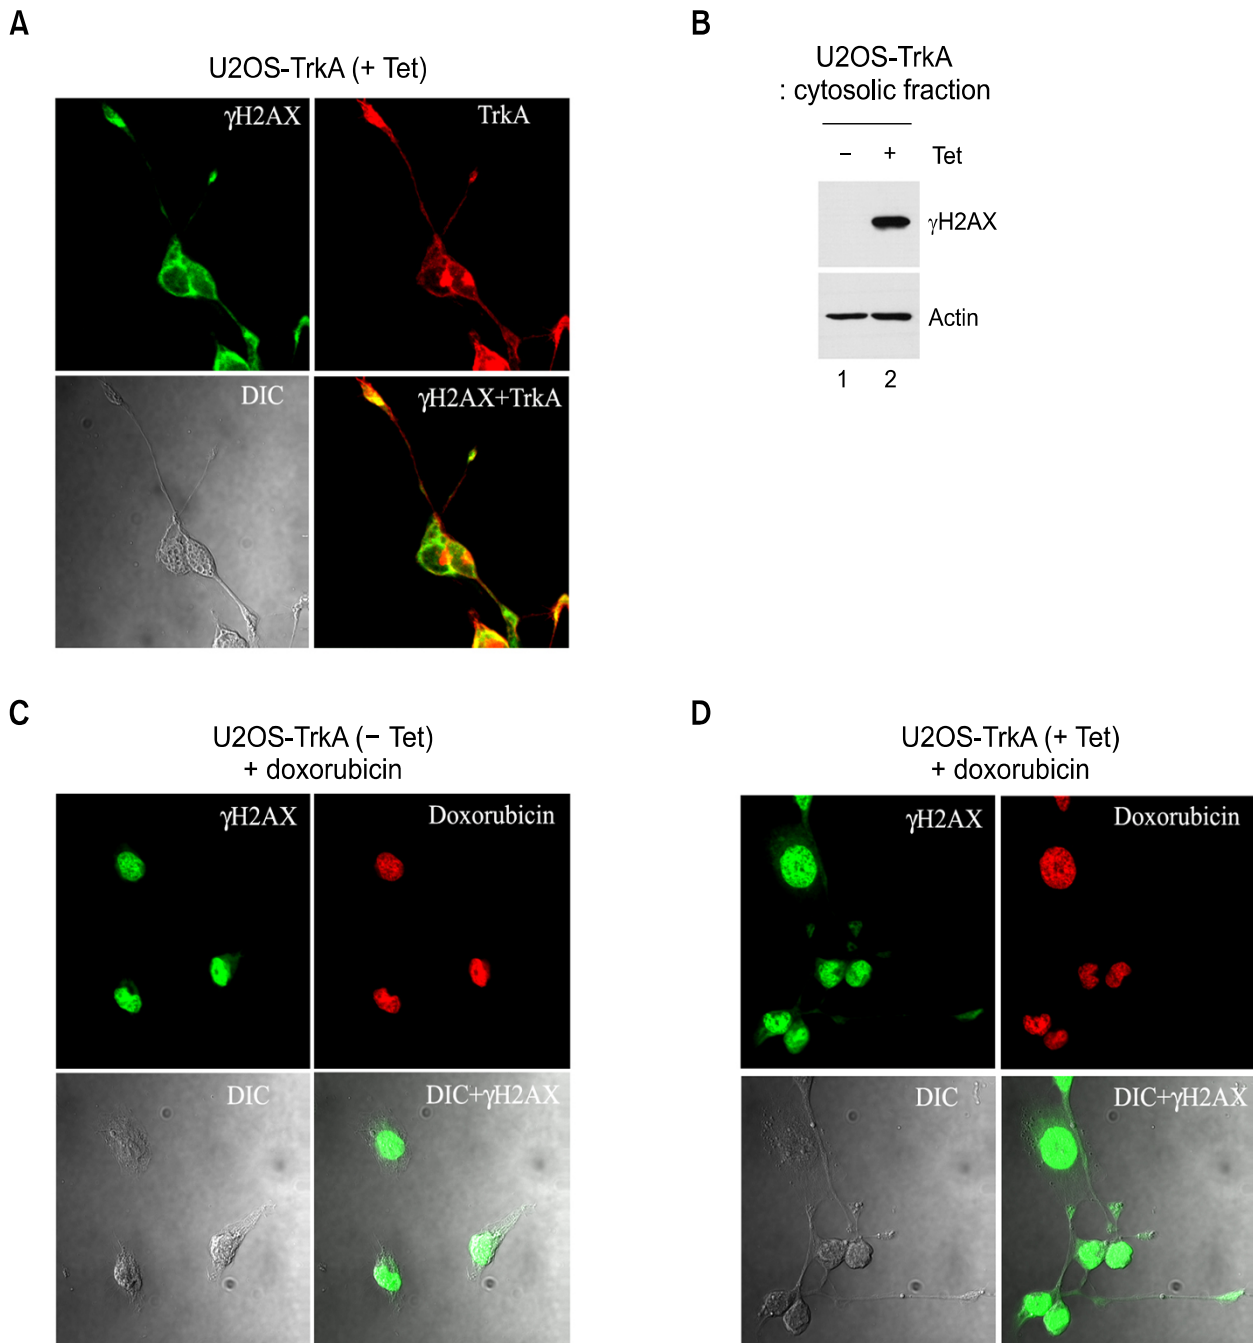 A
U2OS-TrkA (+ Tet)
γH2AX
TrkA
DIC
γH2AX+TrkA
B
U2OS-TrkA
: cytosolic fraction
− + Tet
γH2AX
Actin
1 2
C
U2OS-TrkA (− Tet)
+ doxorubicin
γH2AX
Doxorubicin
DIC
DIC+γH2AX
D
U2OS-TrkA (+ Tet)
+ doxorubicin
γH2AX
Doxorubicin
DIC
DIC+γH2AX